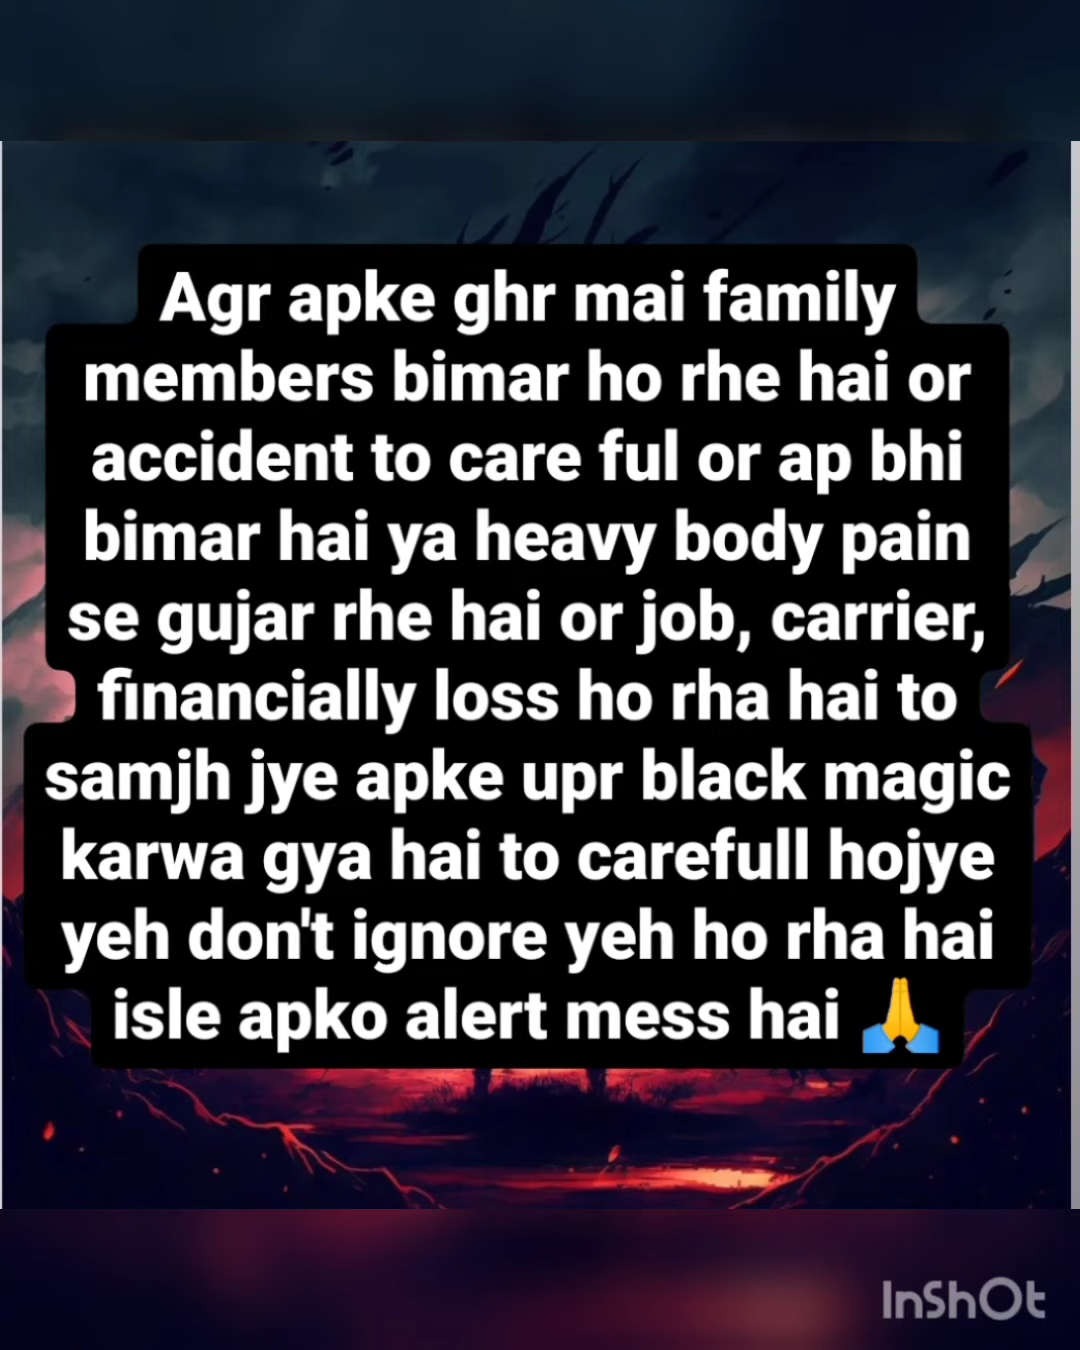 Agr apke ghr mai family
members bimar ho rhe hai or
accident to care ful or ap bhi
bimar hai ya heavy body pain
se gujar rhe hai or job, carrier,
financially loss ho rha hai to
samjh jye apke upr black magic
karwa gya hai to carefull hojye
yeh don't ignore yeh ho rha hai
isle apko alert mess hai 🙏
InShOt